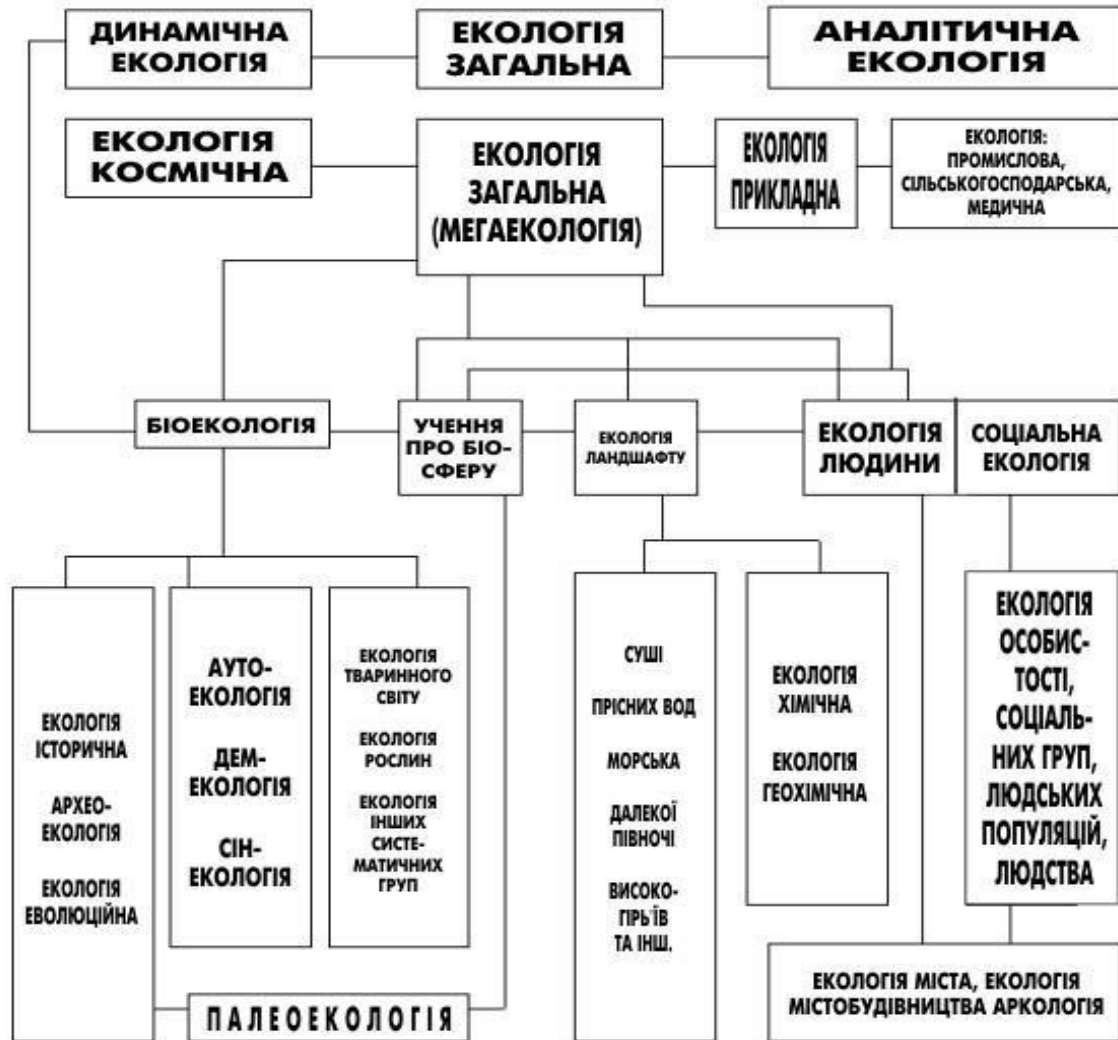 ДИНАМІЧНА
ЕКОЛОГІЯ
ЕКОЛОГІЯ
ЗАГАЛЬНА
АНАЛІТИЧНА
ЕКОЛОГІЯ
ЕКОЛОГІЯ
КОСМІЧНА
ЕКОЛОГІЯ
ЗАГАЛЬНА
(МЕГАЕКОЛОГІЯ)
ЕКОЛОГІЯ
ПРИКЛАДНА
ЕКОЛОГІЯ:
ПРОМИСЛОВА,
СІЛЬСЬКОГОСПОДАРСЬКА,
МЕДИЧНА
БІОЕКОЛОГІЯ
УЧЕННЯ
ПРО БІО-
СФЕРУ
ЕКОЛОГІЯ
ЛАНДШАФТУ
ЕКОЛОГІЯ
ЛЮДИНИ
СОЦІАЛЬНА
ЕКОЛОГІЯ
ЕКОЛОГІЯ
ІСТОРИЧНА
АРХЕО-
ЕКОЛОГІЯ
ЕКОЛОГІЯ
ЕВОЛЮЦІЙНА
АУТО-
ЕКОЛОГІЯ
ДЕМ-
ЕКОЛОГІЯ
СІН-
ЕКОЛОГІЯ
ЕКОЛОГІЯ
ТВАРИННОГО
СВІТУ
ЕКОЛОГІЯ
РОСЛИН
ЕКОЛОГІЯ
ІНШИХ
СИСТЕ-
МАТИЧНИХ
ГРУП
СУШІ
ПРІСНИХ ВОД
МОРСЬКА
ДАЛЕКОЇ
ПІВНОЧІ
ВИСОКО-
ГІРЬ'ЇВ
ТА ІНШ.
ЕКОЛОГІЯ
ХІМІЧНА
ЕКОЛОГІЯ
ГЕОХІМІЧНА
ЕКОЛОГІЯ
ОСОБИС-
ТОСТІ,
СОЦІАЛЬ-
НИХ ГРУП,
ЛЮДСЬКИХ
ПОПУЛЯЦІЙ,
ЛЮДСТВА
ПАЛЕОЕКОЛОГІЯ
ЕКОЛОГІЯ МІСТА, ЕКОЛОГІЯ
МІСТОБУДІВНИЦТВА АРКОЛОГІЯ